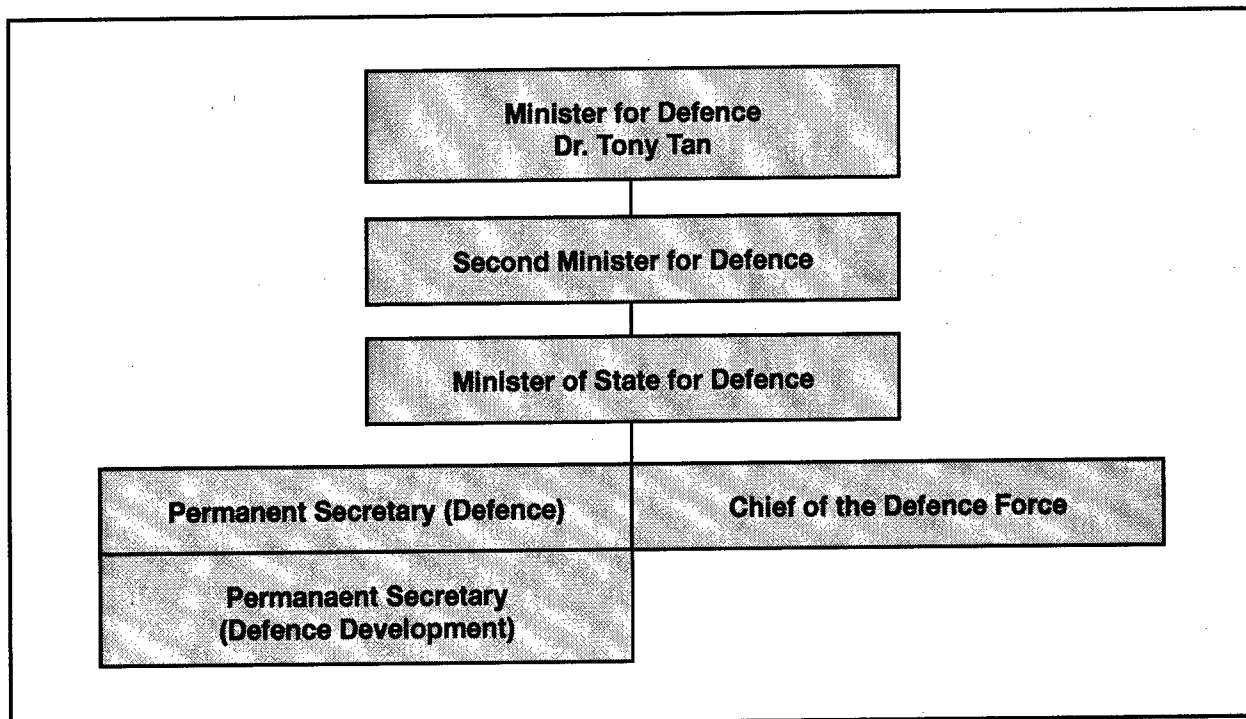 Minister for Defence
Dr. Tony Tan
Second Minister for Defence
Minister of State for Defence
Permanent Secretary (Defence)
Chief of the Defence Force
Permanaent Secretary
(Defence Development)